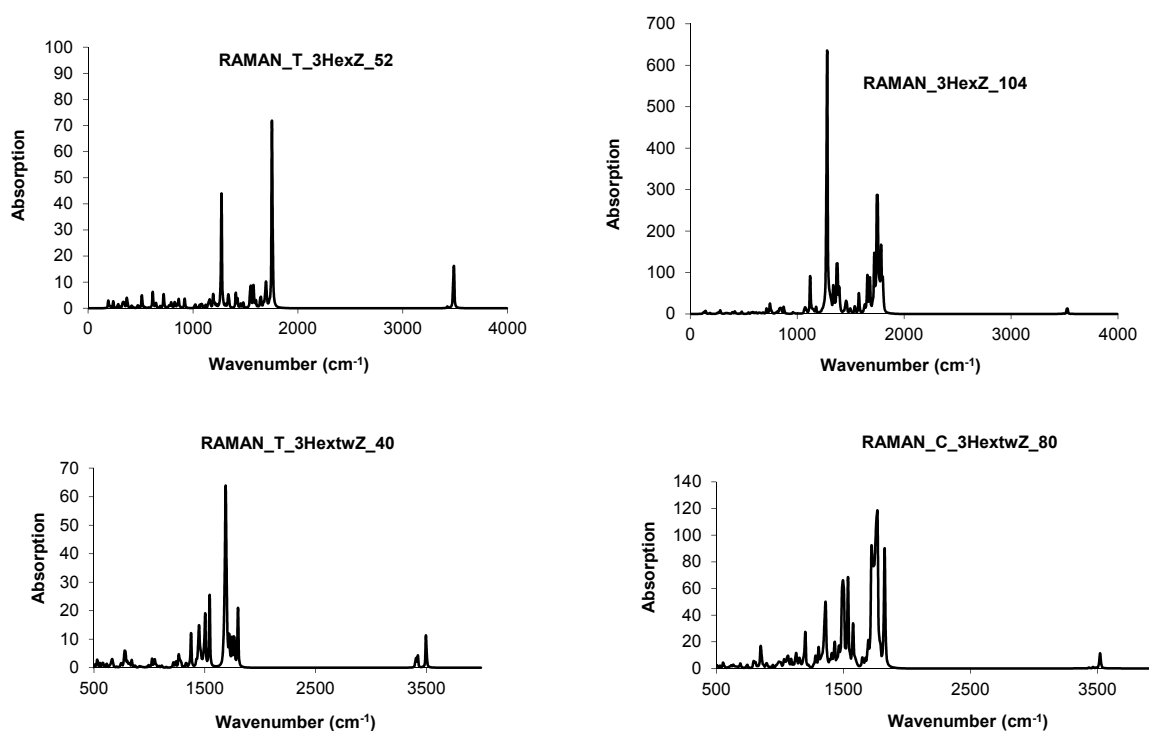 RAMAN_T_3HexZ_52
Absorption
100
90
80
70
60
50
40
30
20
10
0
0 1000 2000 3000 4000
Wavenumber (cm-1)
RAMAN_3HexZ_104
Absorption
700
600
500
400
300
200
100
0
0 1000 2000 3000 4000
Wavenumber (cm-1)
RAMAN_T_3HextwZ_40
Absorption
70
60
50
40
30
20
10
0
500 1500 2500 3500
Wavenumber (cm-1)
RAMAN_C_3HextwZ_80
Absorption
140
120
100
80
60
40
20
0
500 1500 2500 3500
Wavenumber (cm-1)